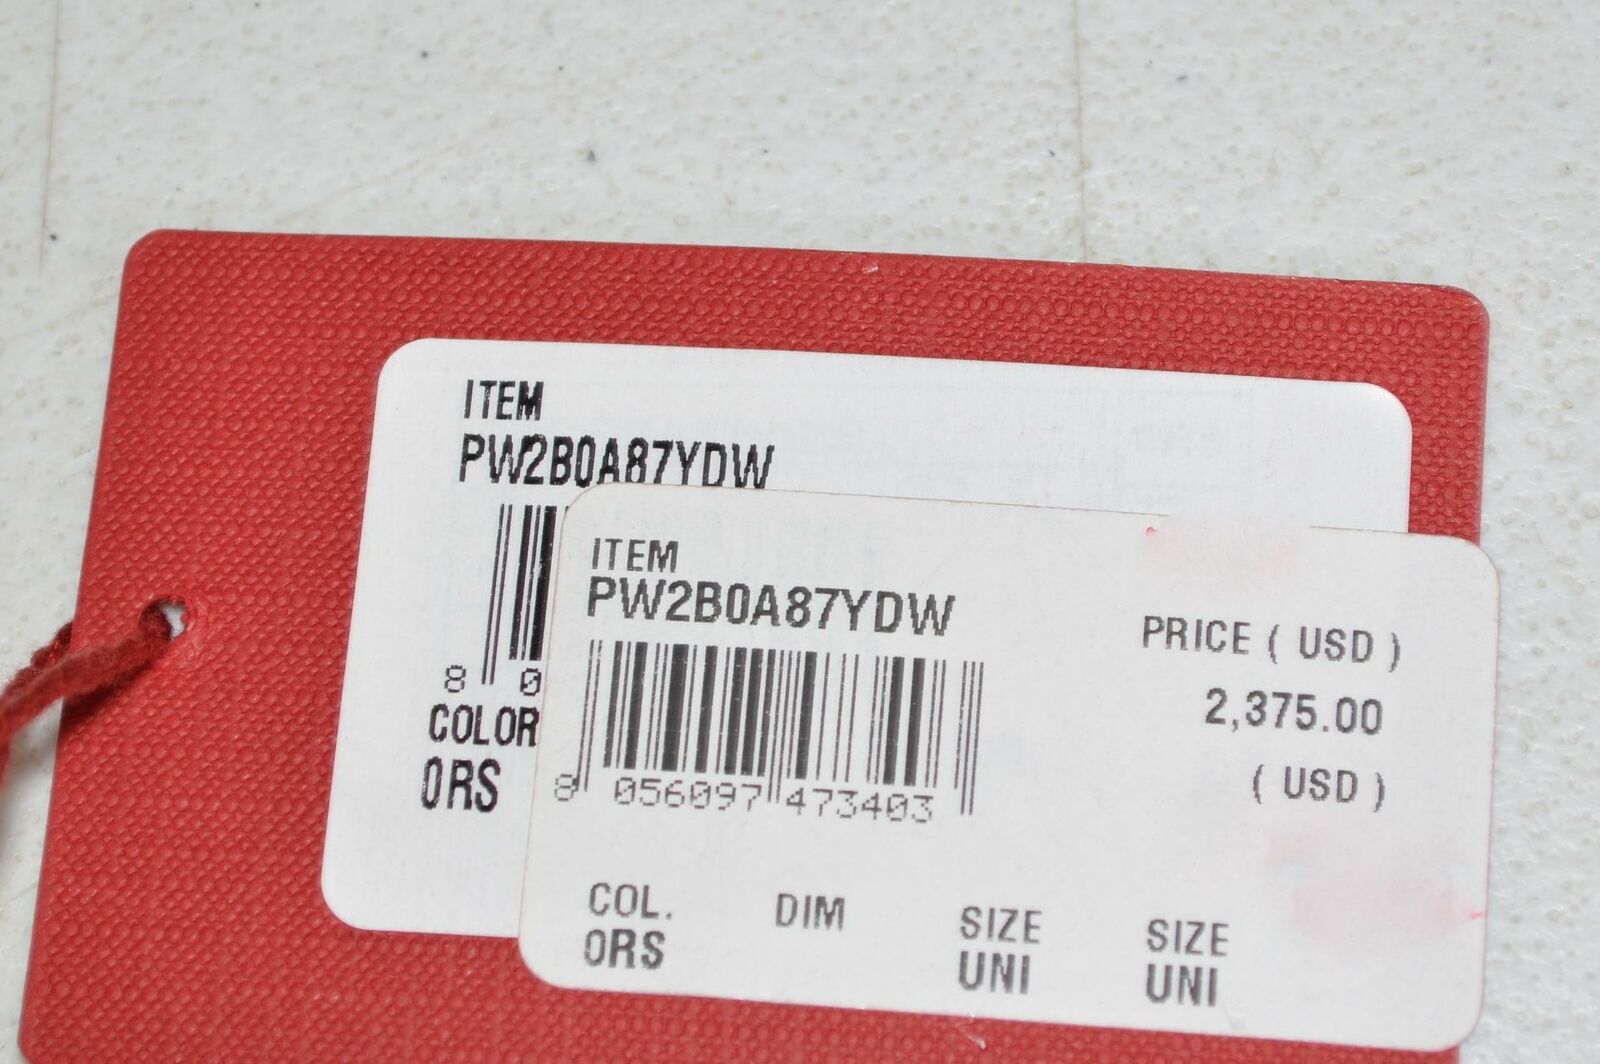 ITEM
PW2B0A87YDW
8 0
COLOR
0RS
ITEM
PW2B0A87YDW
8 056097 473403
PRICE ( USD )
2,375.00
( USD )
COL. DIM SIZE SIZE
0RS UNI UNI